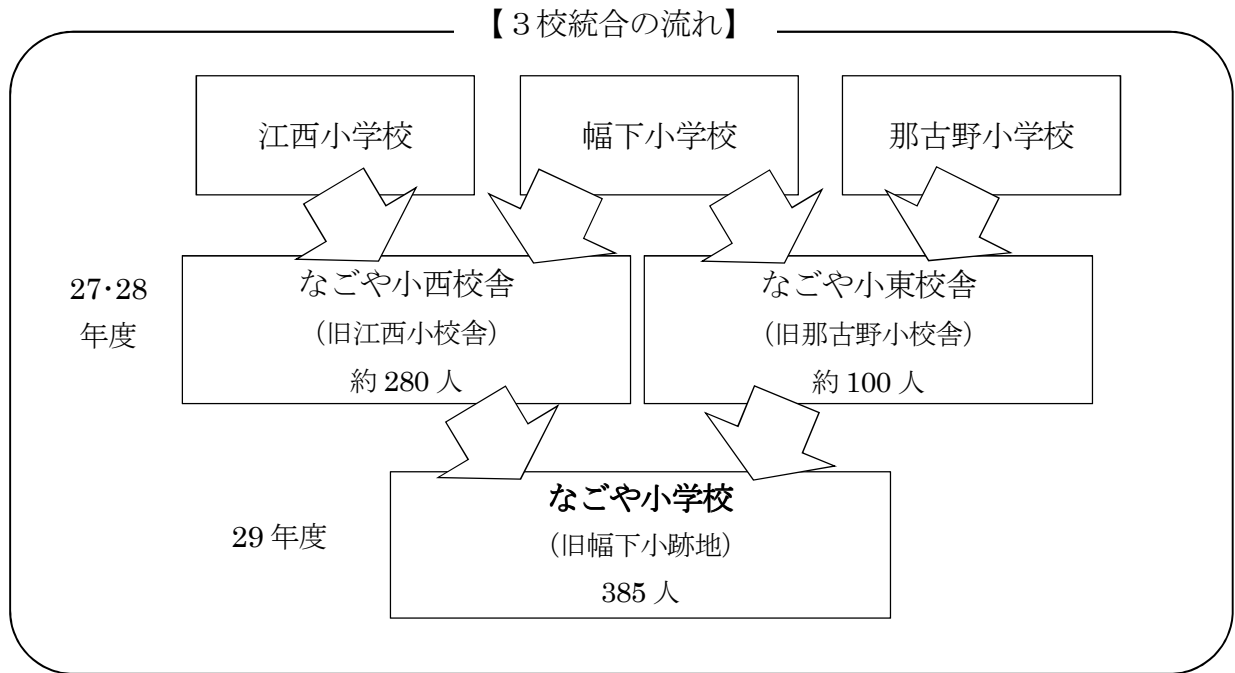 【３校統合の流れ】
江西小学校
幅下小学校
那古野小学校
27・28
年度
なごや小西校舎
（旧江西小校舎）
約 280 人
なごや小東校舎
（旧那古野小校舎）
約 100 人
29 年度
なごや小学校
（旧幅下小跡地）
385 人